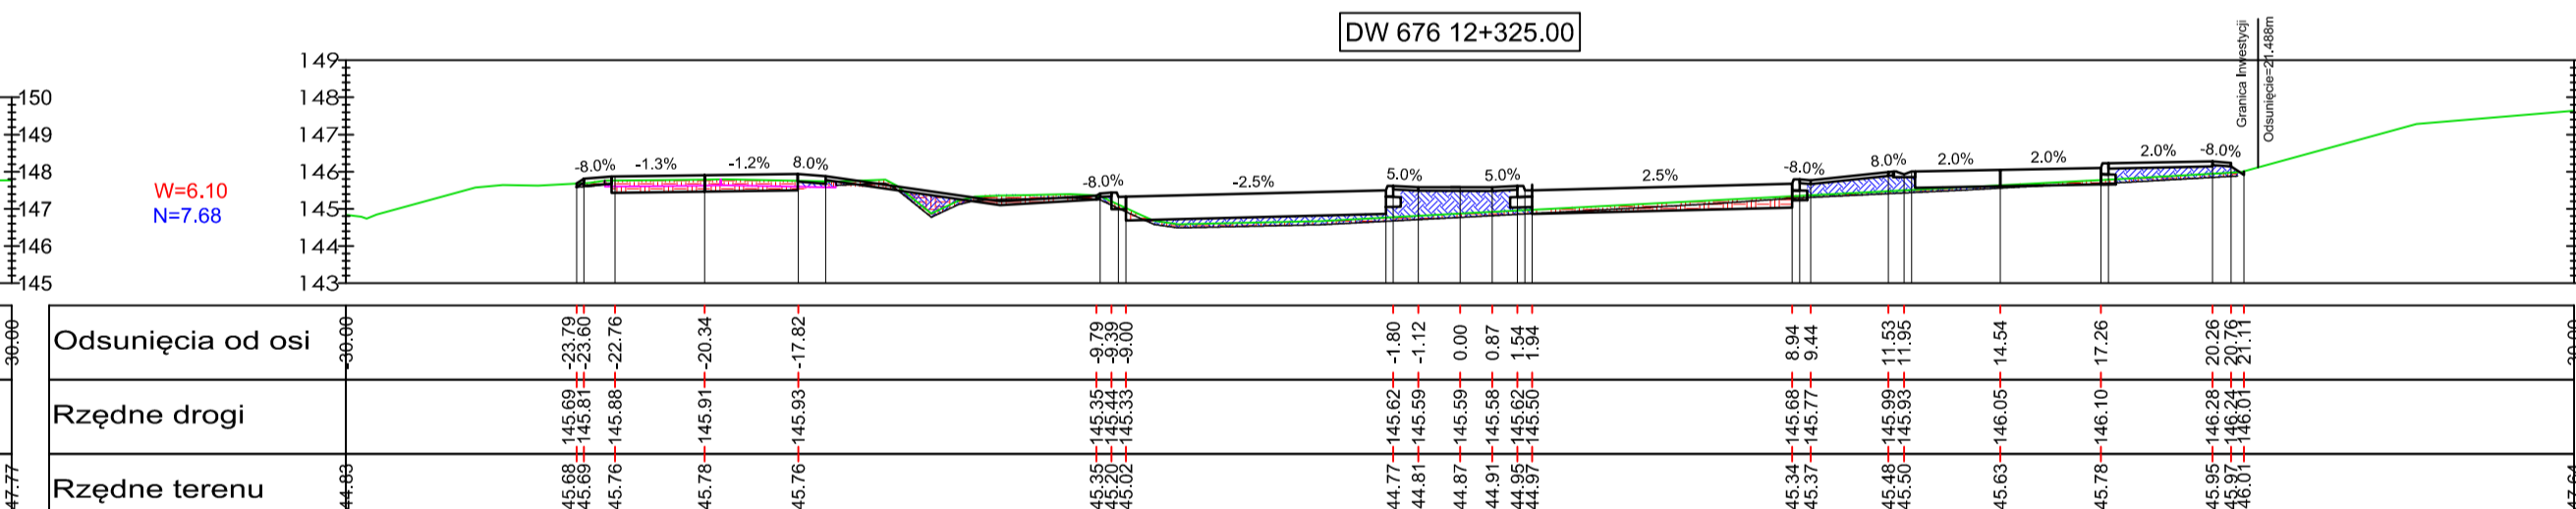 DW 676 12+325.00
Granica Inwestycji
Odsunięcie=21.488m
150
149
148
147
146
145
W=6.10
N=7.68
149
148
147
146
145
144
143
-8.0% -1.3% -1.2% 8.0% -8.0% -2.5% 5.0% 5.0% 2.5% -8.0% 8.0% 2.0% 2.0% 2.0% -8.0%
30.00
Odsunięcia od osi -30.00 -23.79 -23.60 -22.76 -20.34 -17.82 -9.79 -9.39 -9.00 -1.80 -1.12 0.00 0.87 1.54 1.94 8.94 9.44 11.53 11.95 14.54 17.26 20.26 20.76 21.11 30.00
Rzędne drogi 145.69 145.81 145.88 145.91 145.93 145.35 145.44 145.33 145.62 145.59 145.59 145.58 145.62 145.50 145.68 145.77 145.99 145.93 146.05 146.10 146.28 146.24 146.01
47.77
Rzędne terenu 44.83 45.68 45.69 45.76 45.78 45.76 45.35 45.20 45.02 44.77 44.81 44.87 44.91 44.95 44.97 45.34 45.37 45.48 45.50 45.63 45.78 45.95 45.97 46.01 47.64